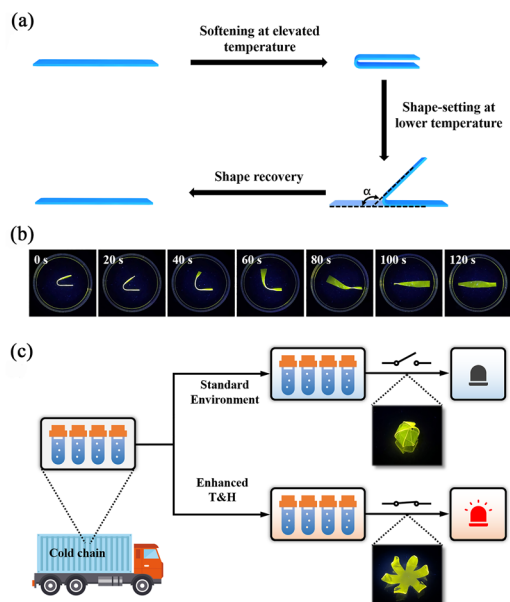 (a)
Softening at elevated
temperature
Shape-setting at
lower temperature
Shape recovery
α
(b)
0 s
20 s
40 s
60 s
80 s
100 s
120 s
(c)
Standard
Environment
Enhanced
T&H
Cold chain